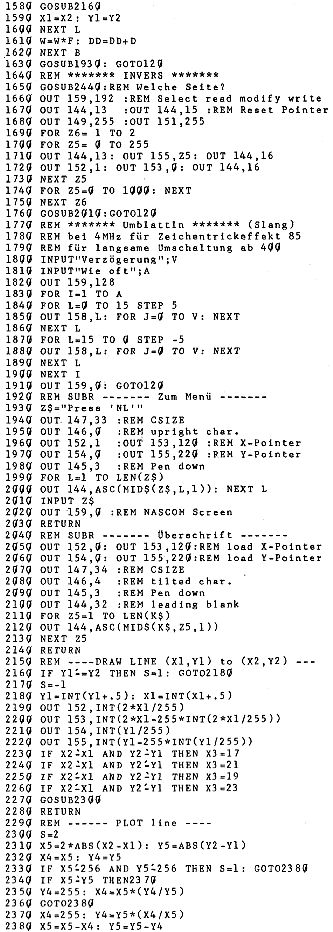 1580 GOSUB2160
1590 X1=X2: Y1=Y2
1600 NEXT L
1610 W=W*F: DD=DD+D
1620 NEXT B
1630 GOSUB1930: GOTO120
1640 REM ******* INVERS *******
1650 GOSUB2440:REM Welche Seite?
1660 OUT 159,192 :REM Select read modify write
1670 OUT 144,13  :OUT 144,15 :REM Reset Pointer
1680 OUT 149,255 :OUT 151,255
1690 FOR Z6= 1 TO 2
1700 FOR Z5= 0 TO 255
1710 OUT 144,13: OUT 155,Z5: OUT 144,16
1720 OUT 152,1: OUT 153,0: OUT 144,16
1730 NEXT Z5
1740 FOR Z5=0 TO 1000: NEXT
1750 NEXT Z6
1760 GOSUB2010:GOTO120
1770 REM ******* Umblättln ******* (Slang)
1780 REM bei 4MHz für Zeichentrickeffekt 85
1790 REM für langsame Umschaltung ab 400
1800 INPUT"Verzögerung";V
1810 INPUT"Wie oft";A
1820 OUT 159,128
1830 FOR I=1 TO A
1840 FOR L=0 TO 15 STEP 5
1850 OUT 158,L: FOR J=0 TO V: NEXT
1860 NEXT L
1870 FOR L=15 TO 0 STEP -5
1880 OUT 158,L: FOR J=0 TO V: NEXT
1890 NEXT L
1900 NEXT I
1910 OUT 159,0: GOTO120
1920 REM SUBR ------- Zum Menü -------
1930 Z$="Press 'NL'"
1940 OUT 147,33 :REM CSIZE
1950 OUT 146,0  :REM upright char.
1960 OUT 152,1  :OUT 153,120 :REM X-Pointer
1970 OUT 154,0  :OUT 155,220 :REM Y-Pointer
1980 OUT 145,3  :REM Pen down
1990 FOR L=1 TO LEN(Z$)
2000 OUT 144,ASC(MID$(Z$,L,1)): NEXT L
2010 INPUT Z$
2020 OUT 159,0 :REM NASCOM Screen
2030 RETURN
2040 REM SUBR ------- Überschrift -------
2050 OUT 152,0: OUT 153,120:REM load X-Pointer
2060 OUT 154,0: OUT 155,220:REM load Y-Pointer
2070 OUT 147,34 :REM CSIZE
2080 OUT 146,4  :REM tilted char.
2090 OUT 145,3  :REM Pen down
2100 OUT 144,32 :REM leading blank
2110 FOR Z5=1 TO LEN(K$)
2120 OUT 144,ASC(MID$(K$,Z5,1))
2130 NEXT Z5
2140 RETURN
2150 REM ----DRAW LINE (X1,Y1) to (X2,Y2) ---
2160 IF Y1=Y2 THEN S=1: GOTO2180
2170 S=-1
2180 Y1=INT(Y1+.5): X1=INT(X1+.5)
2190 OUT 152,INT(2*X1/255)
2200 OUT 153,INT(2*X1-255*INT(2*X1/255))
2210 OUT 154,INT(Y1/255)
2220 OUT 155,INT(Y1-255*INT(Y1/255))
2230 IF X2-X1 AND Y2-Y1 THEN X3=17
2240 IF X2-X1 AND Y2-Y1 THEN X3=21
2250 IF X2-X1 AND Y2-Y1 THEN X3=19
2260 IF X2-X1 AND Y2-Y1 THEN X3=23
2270 GOSUB2300
2280 RETURN
2290 REM ------ PLOT line ----
2300 S=2
2310 X5=2*ABS(X2-X1): Y5=ABS(Y2-Y1)
2320 X4=X5: Y4=Y5
2330 IF X5-256 AND Y5-256 THEN S=1: GOTO2380
2340 IF X5-Y5 THEN2370
2350 Y4=255: X4=X5*(Y4/Y5)
2360 GOTO2380
2370 X4=255: Y4=Y5*(X4/X5)
2380 X5=X5-X4: Y5=Y5-Y4